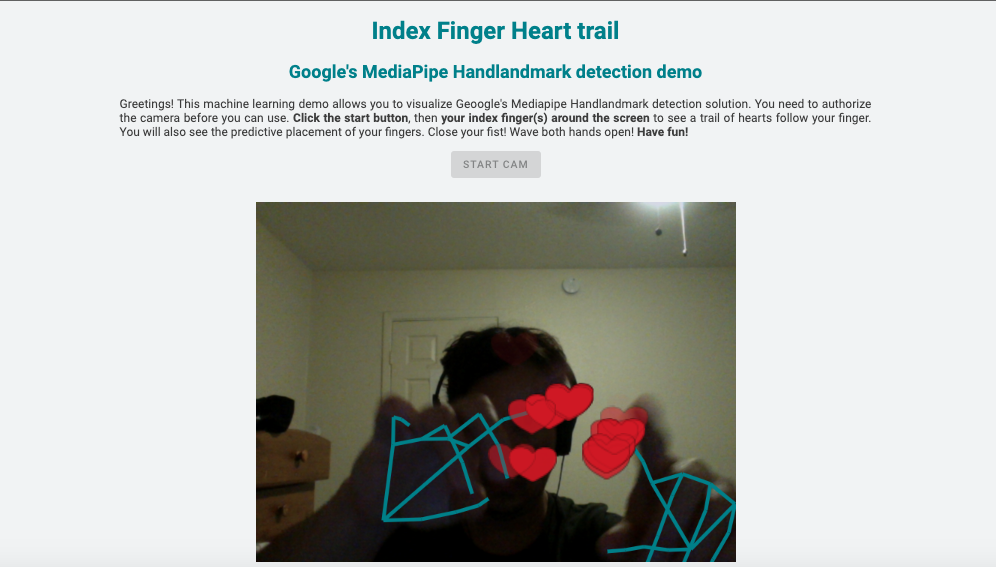 Index Finger Heart trail
Google's MediaPipe Handlandmark detection demo
Greetings! This machine learning demo allows you to visualize Geoogle's Mediapipe Handlandmark detection solution. You need to authorize
the camera before you can use. Click the start button, then your index finger(s) around the screen to see a trail of hearts follow your finger.
You will also see the predictive placement of your fingers. Close your fist! Wave both hands open! Have fun!
START CAM